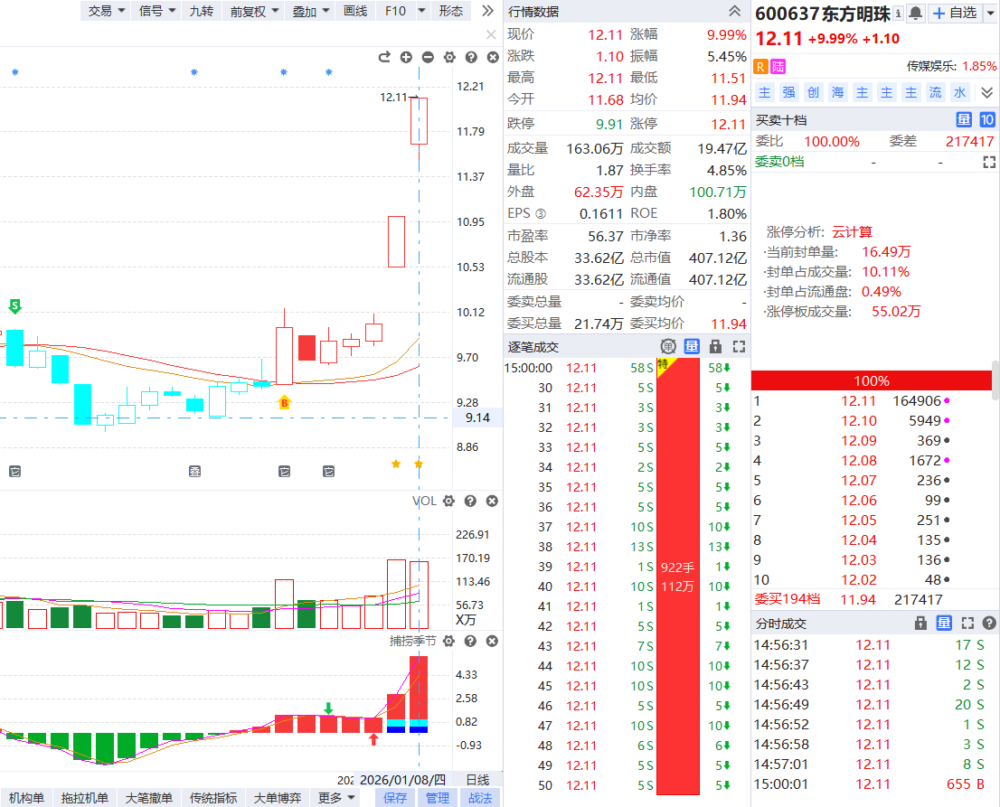 交易 信号 九转 前复权 叠加 画线 F10 形态
12.21
12.11
11.79
11.37
10.95
10.53
10.12
9.70
9.28
9.14
8.86
S
B
VOL
226.91
170.19
113.46
56.73
X万
捕捞季节
4.33
2.58
0.82
-0.93
202 2026/01/08/四 日线
机构单 拖拉机单 大笔撤单 传统指标 大单博弈 更多 保存 管理 战法
行情数据
现价 12.11 涨幅 9.99%
涨跌 1.10 振幅 5.45%
最高 12.11 最低 11.51
今开 11.68 均价 11.94
跌停 9.91 涨停 12.11
成交量 163.06万 成交额 19.47亿
量比 1.87 换手率 4.85%
外盘 62.35万 内盘 100.71万
EPS ③ 0.1611 ROE 1.80%
市盈率 56.37 市净率 1.36
总股本 33.62亿 总市值 407.12亿
流通股 33.62亿 流通值 407.12亿
委卖总量 - 委卖均价 -
委买总量 21.74万 委买均价 11.94
逐笔成交 单 量
15:00:00 12.11 58 S 特 58
30 12.11 5 S 5
31 12.11 3 S 3
32 12.11 3 S 3
33 12.11 5 S 5
34 12.11 2 S 2
35 12.11 5 S 5
36 12.11 5 S 5
37 12.11 10 S 10
38 12.11 13 S 13
39 12.11 1 S 922手 1
40 12.11 10 S 112万 10
41 12.11 1 S 1
42 12.11 5 S 5
43 12.11 7 S 7
44 12.11 10 S 10
45 12.11 10 S 10
46 12.11 5 S 5
47 12.11 10 S 10
48 12.11 6 S 6
49 12.11 5 S 5
50 12.11 5 S 5
600637 东方明珠 自选
12.11 +9.99% +1.10
R 陆 传媒娱乐: 1.85%
主 强 创 海 主 主 主 流 水
买卖十档 量 10
委比 100.00% 委差 217417
委卖0档 - -
涨停分析: 云计算
·当前封单量: 16.49万
·封单占成交量: 10.11%
·封单占流通盘: 0.49%
·涨停板成交量: 55.02万
100%
1 12.11 164906
2 12.10 5949
3 12.09 369
4 12.08 1672
5 12.07 236
6 12.06 99
7 12.05 251
8 12.04 135
9 12.03 136
10 12.02 48
委买194档 11.94 217417
分时成交 量
14:56:31 12.11 17 S
14:56:37 12.11 12 S
14:56:43 12.11 2 S
14:56:49 12.11 20 S
14:56:52 12.11 1 S
14:56:58 12.11 3 S
14:57:01 12.11 8 S
15:00:01 12.11 655 B